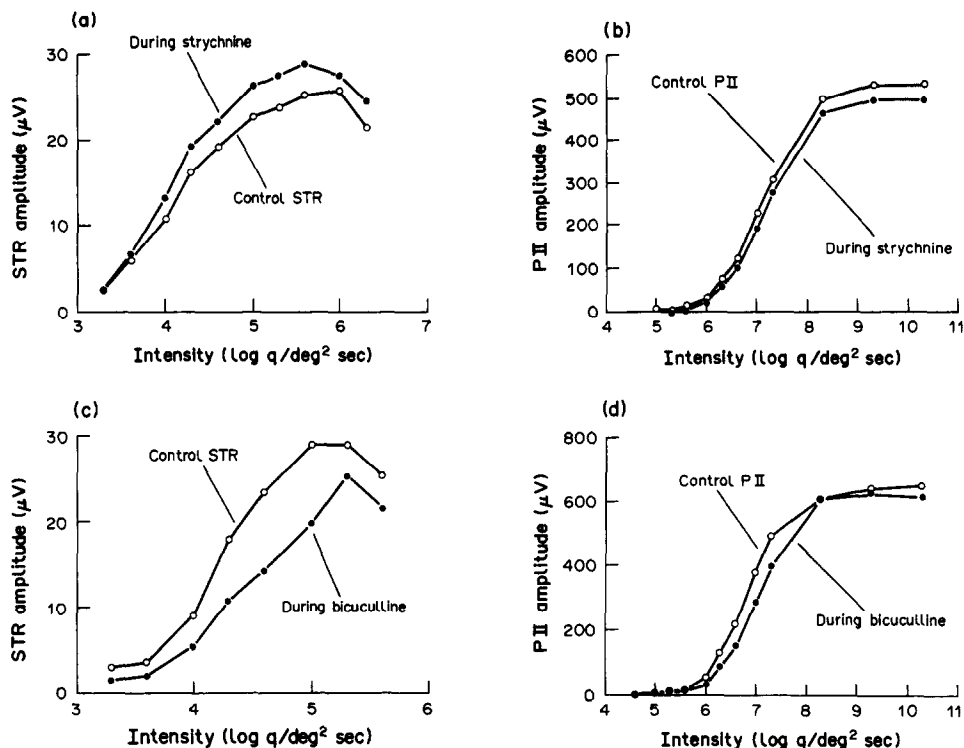 (a)
30
20
10
0
STR amplitude (μV)
During strychnine
Control STR
3 4 5 6 7
Intensity (log q/deg² sec)
(b)
600
500
400
300
200
100
0
PII amplitude (μV)
Control PII
During strychnine
4 5 6 7 8 9 10 11
Intensity (log q/deg² sec)
(c)
30
20
10
0
STR amplitude (μV)
Control STR
During bicuculline
3 4 5 6
Intensity (log q/deg² sec)
(d)
800
600
400
200
0
PII amplitude (μV)
Control PII
During bicuculline
4 5 6 7 8 9 10 11
Intensity (log q/deg² sec)